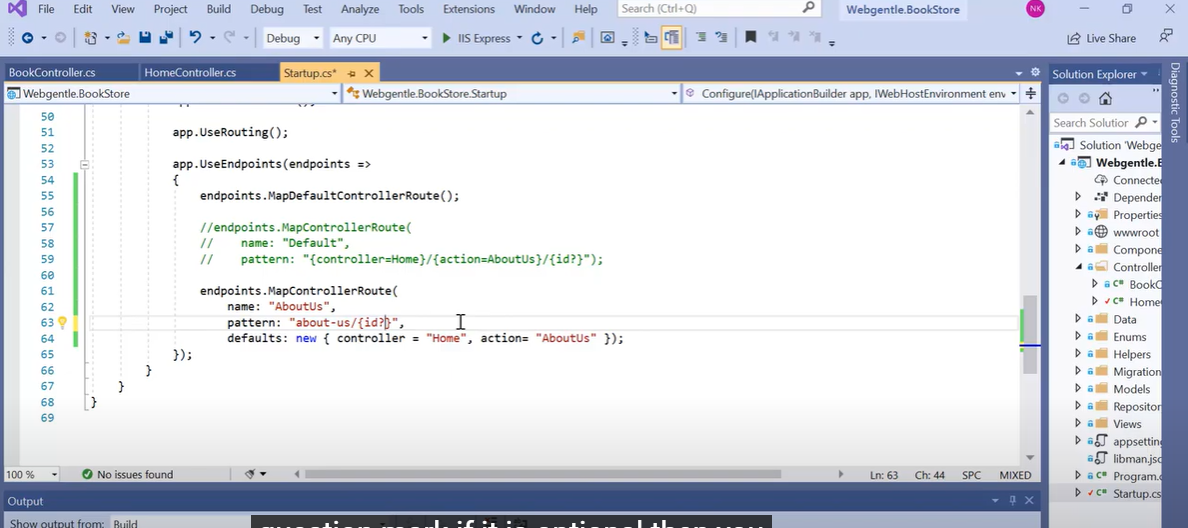 File Edit View Project Build Debug Test Analyze Tools Extensions Window Help Search (Ctrl+Q) Webgentle.BookStore NK
Debug Any CPU IIS Express Live Share
BookController.cs HomeController.cs Startup.cs*
Webgentle.BookStore Webgentle.BookStore.Startup Configure(IApplicationBuilder app, IWebHostEnvironment env
50
51 app.UseRouting();
52
53 app.UseEndpoints(endpoints =>
54 {
55 endpoints.MapDefaultControllerRoute();
56
57 //endpoints.MapControllerRoute(
58 // name: "Default",
59 // pattern: "{controller=Home}/{action=AboutUs}/{id?}");
60
61 endpoints.MapControllerRoute(
62 name: "AboutUs",
63 pattern: "about-us/{id?}",
64 defaults: new { controller = "Home", action= "AboutUs" });
65 });
66 }
67 }
68 }
69
100 % No issues found Ln: 63 Ch: 44 SPC MIXED
Output
Show output from: Build
question mark if it is optional then you
Solution Explorer
Search Solution
Solution 'Webge
Webgentle.B
Connected
Depender
Properties
wwwroot
Compone
Controller
BookC
Home
Data
Enums
Helpers
Migration
Models
Repositor
Views
appsetting
libman.jso
Program.c
Startup.cs
Diagnostic Tools